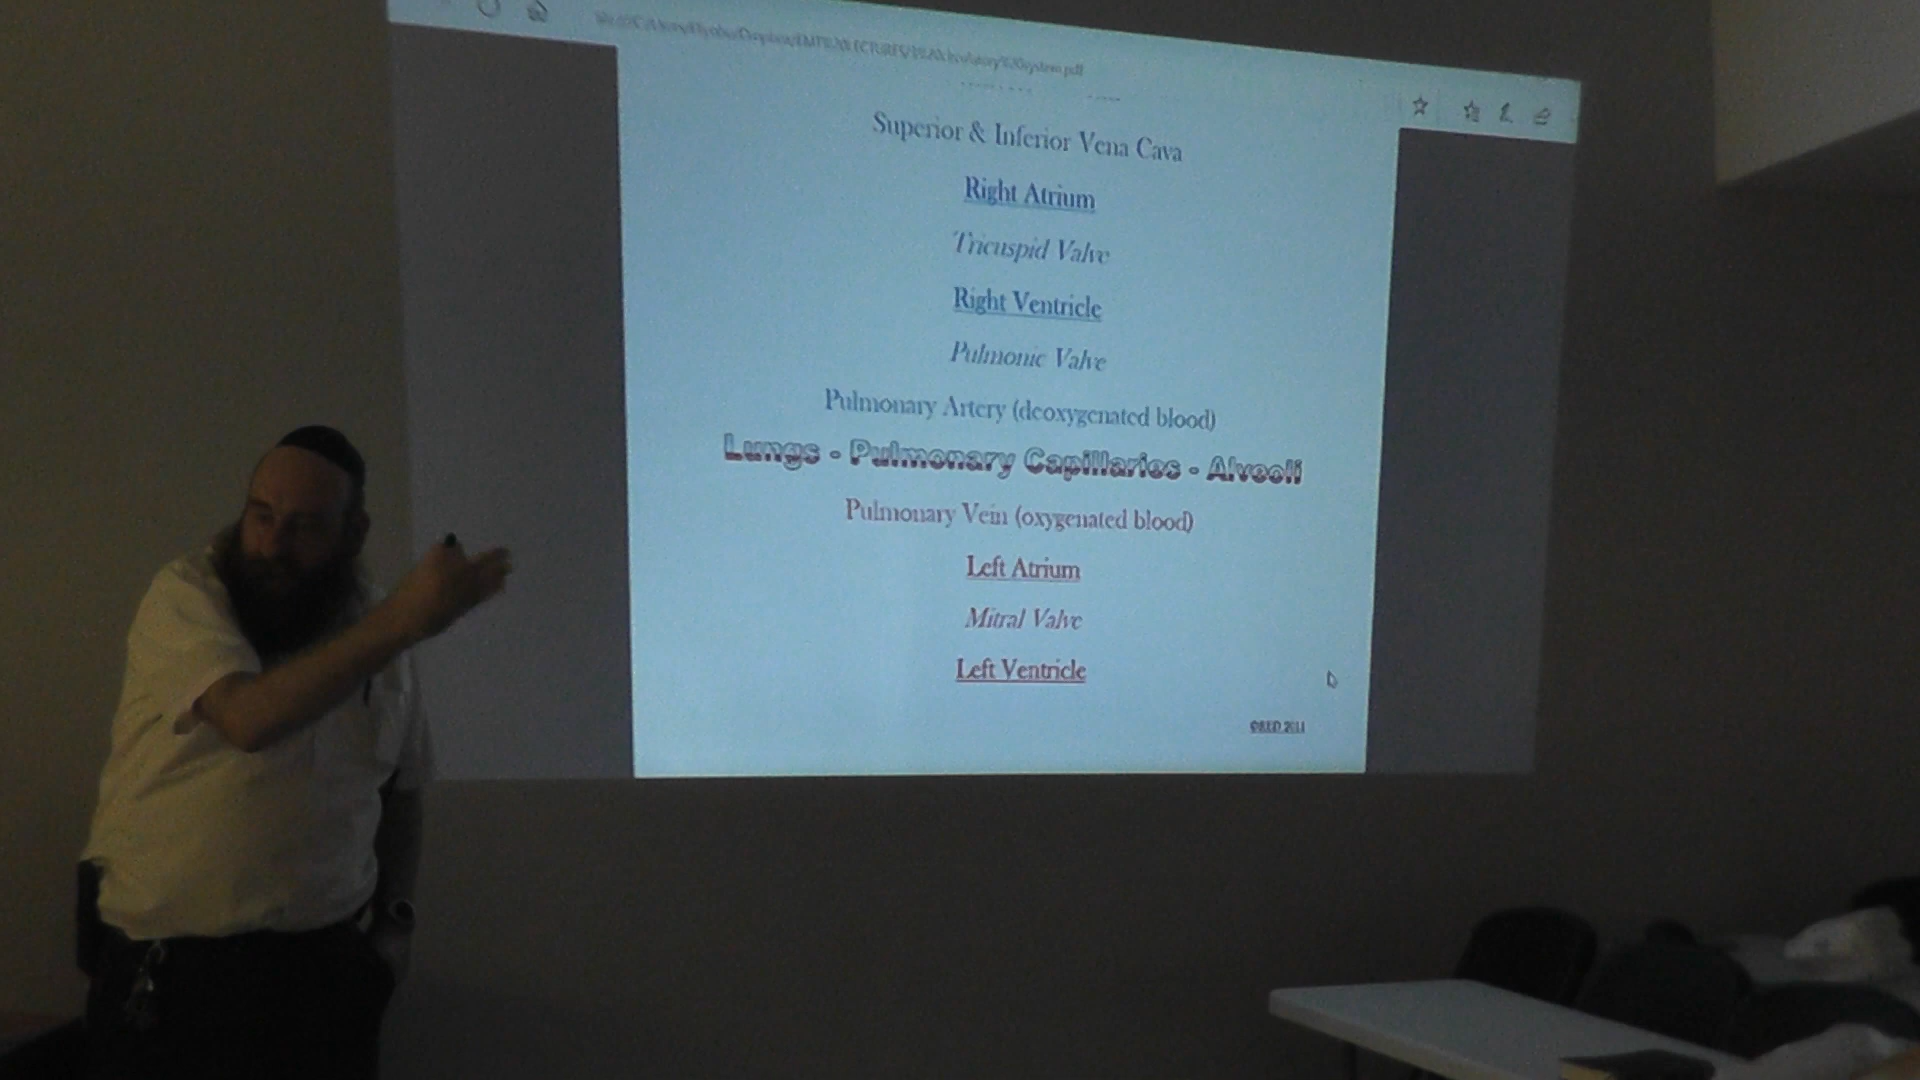 Superior & Inferior Vena Cava
Right Atrium
Tricuspid Valve
Right Ventricle
Pulmonic Valve
Pulmonary Artery (deoxygenated blood)
Lungs - Pulmonary Capillaries - Alveoli
Pulmonary Vein (oxygenated blood)
Left Atrium
Mitral Valve
Left Ventricle
2011